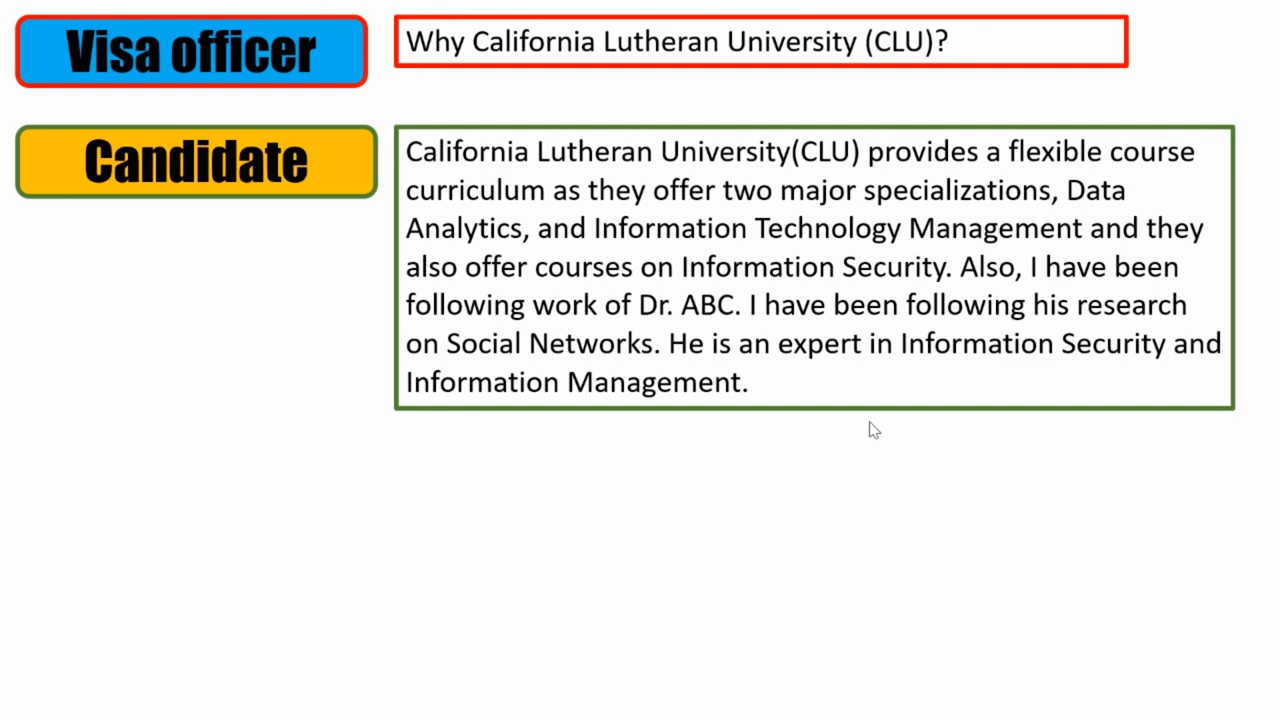 Visa officer
Why California Lutheran University (CLU)?
Candidate
California Lutheran University(CLU) provides a flexible course
curriculum as they offer two major specializations, Data
Analytics, and Information Technology Management and they
also offer courses on Information Security. Also, I have been
following work of Dr. ABC. I have been following his research
on Social Networks. He is an expert in Information Security and
Information Management.